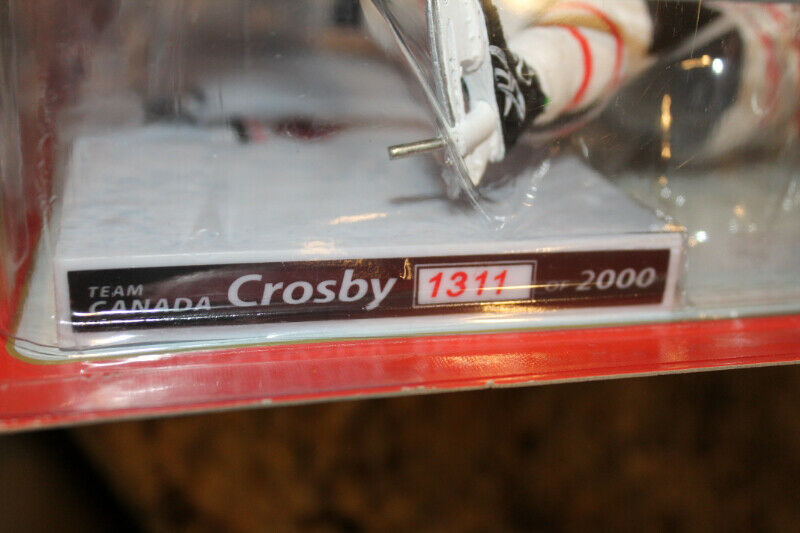 TEAM
CANADA Crosby 1311 OF 2000